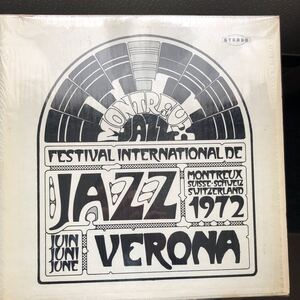 STEREO
MONTREUX
JAZZ
FESTIVAL INTERNATIONAL DE
JAZZ
MONTREUX
SUISSE-SCHWEIZ
SWITZERLAND
1972
JUIN
JUNI
JUNE
VERONA